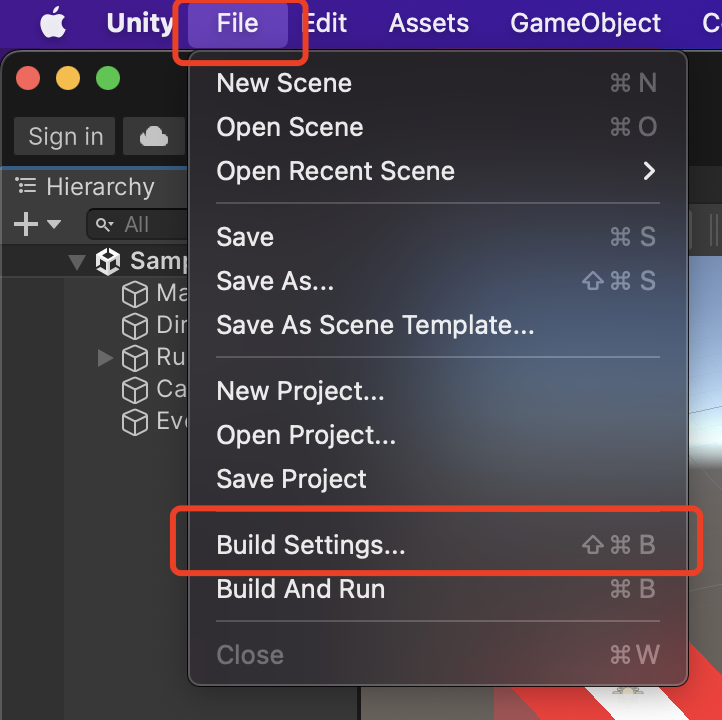 Unity File Edit Assets GameObject C
Sign in
Hierarchy
All
Samp
Ma
Dir
Ru
Ca
Eve
New Scene ⌘ N
Open Scene ⌘ O
Open Recent Scene
Save ⌘ S
Save As... ⇧ ⌘ S
Save As Scene Template...
New Project...
Open Project...
Save Project
Build Settings... ⇧ ⌘ B
Build And Run ⌘ B
Close ⌘ W